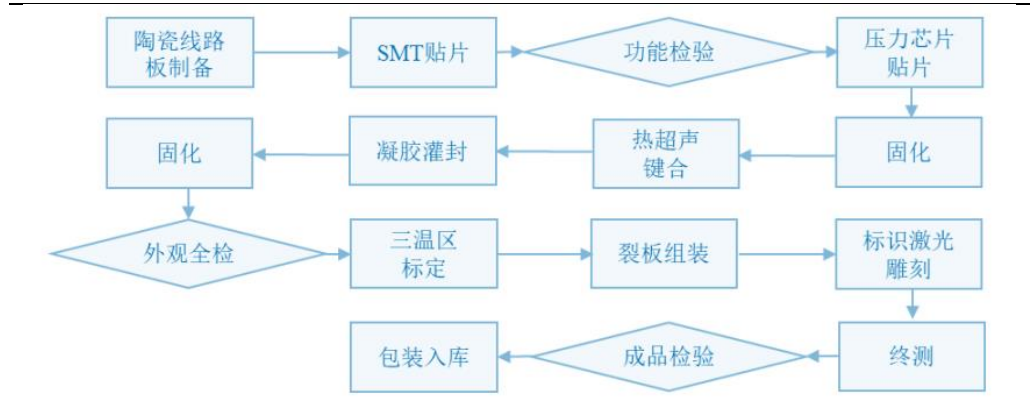 陶瓷线路
板制备
SMT贴片
功能检验
压力芯片
贴片
固化
热超声
键合
凝胶灌封
固化
外观全检
三温区
标定
裂板组装
标识激光
雕刻
终测
成品检验
包装入库